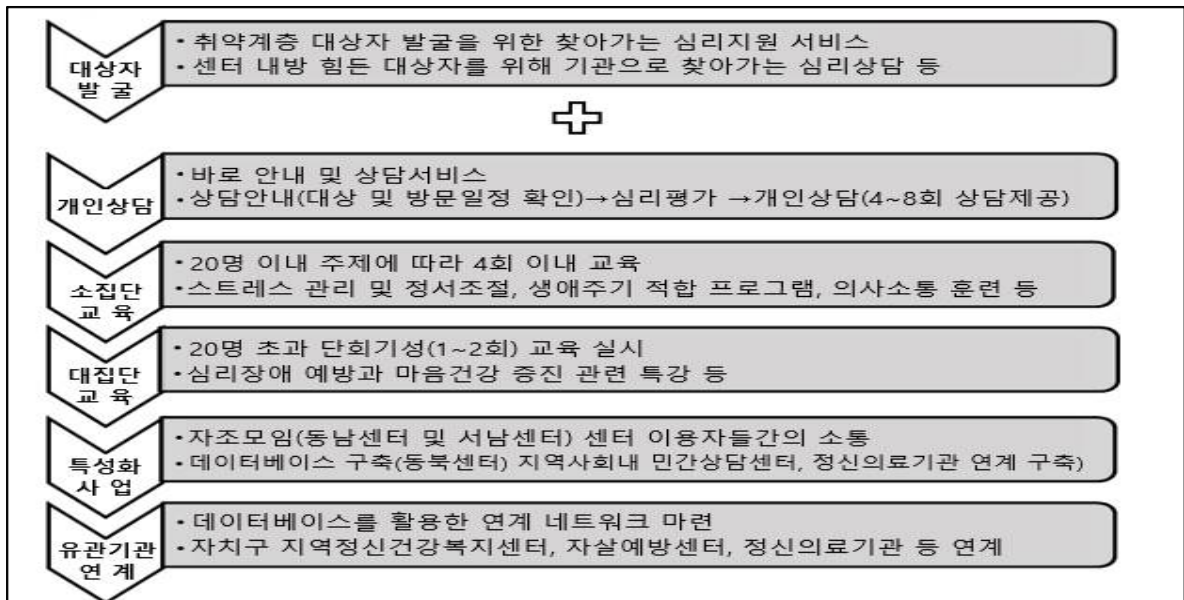 대상자
발 굴
• 취약계층 대상자 발굴을 위한 찾아가는 심리지원 서비스
• 센터 내방 힘든 대상자를 위해 기관으로 찾아가는 심리상담 등
개인상담
• 바로 안내 및 상담서비스
• 상담안내(대상 및 방문일정 확인)→심리평가 →개인상담(4~8회 상담제공)
소집단
교 육
• 20명 이내 주제에 따라 4회 이내 교육
• 스트레스 관리 및 정서조절, 생애주기 적합 프로그램, 의사소통 훈련 등
대집단
교 육
• 20명 초과 단회기성(1~2회) 교육 실시
• 심리장애 예방과 마음건강 증진 관련 특강 등
특성화
사 업
• 자조모임(동남센터 및 서남센터) 센터 이용자들간의 소통
• 데이터베이스 구축(동북센터) 지역사회내 민간상담센터, 정신의료기관 연계 구축)
유관기관
연 계
• 데이터베이스를 활용한 연계 네트워크 마련
• 자치구 지역정신건강복지센터, 자살예방센터, 정신의료기관 등 연계